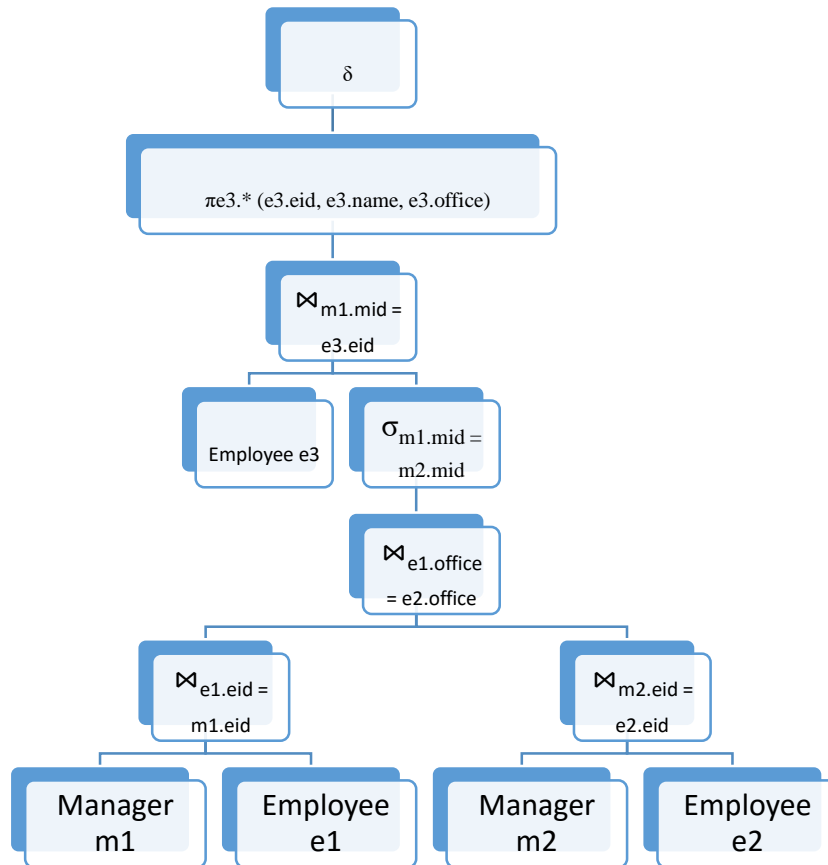 δ
πe3.* (e3.eid, e3.name, e3.office)
⋈m1.mid =
e3.eid
Employee e3
σm1.mid =
m2.mid
⋈e1.office
= e2.office
⋈e1.eid =
m1.eid
⋈m2.eid =
e2.eid
Manager
m1
Employee
e1
Manager
m2
Employee
e2